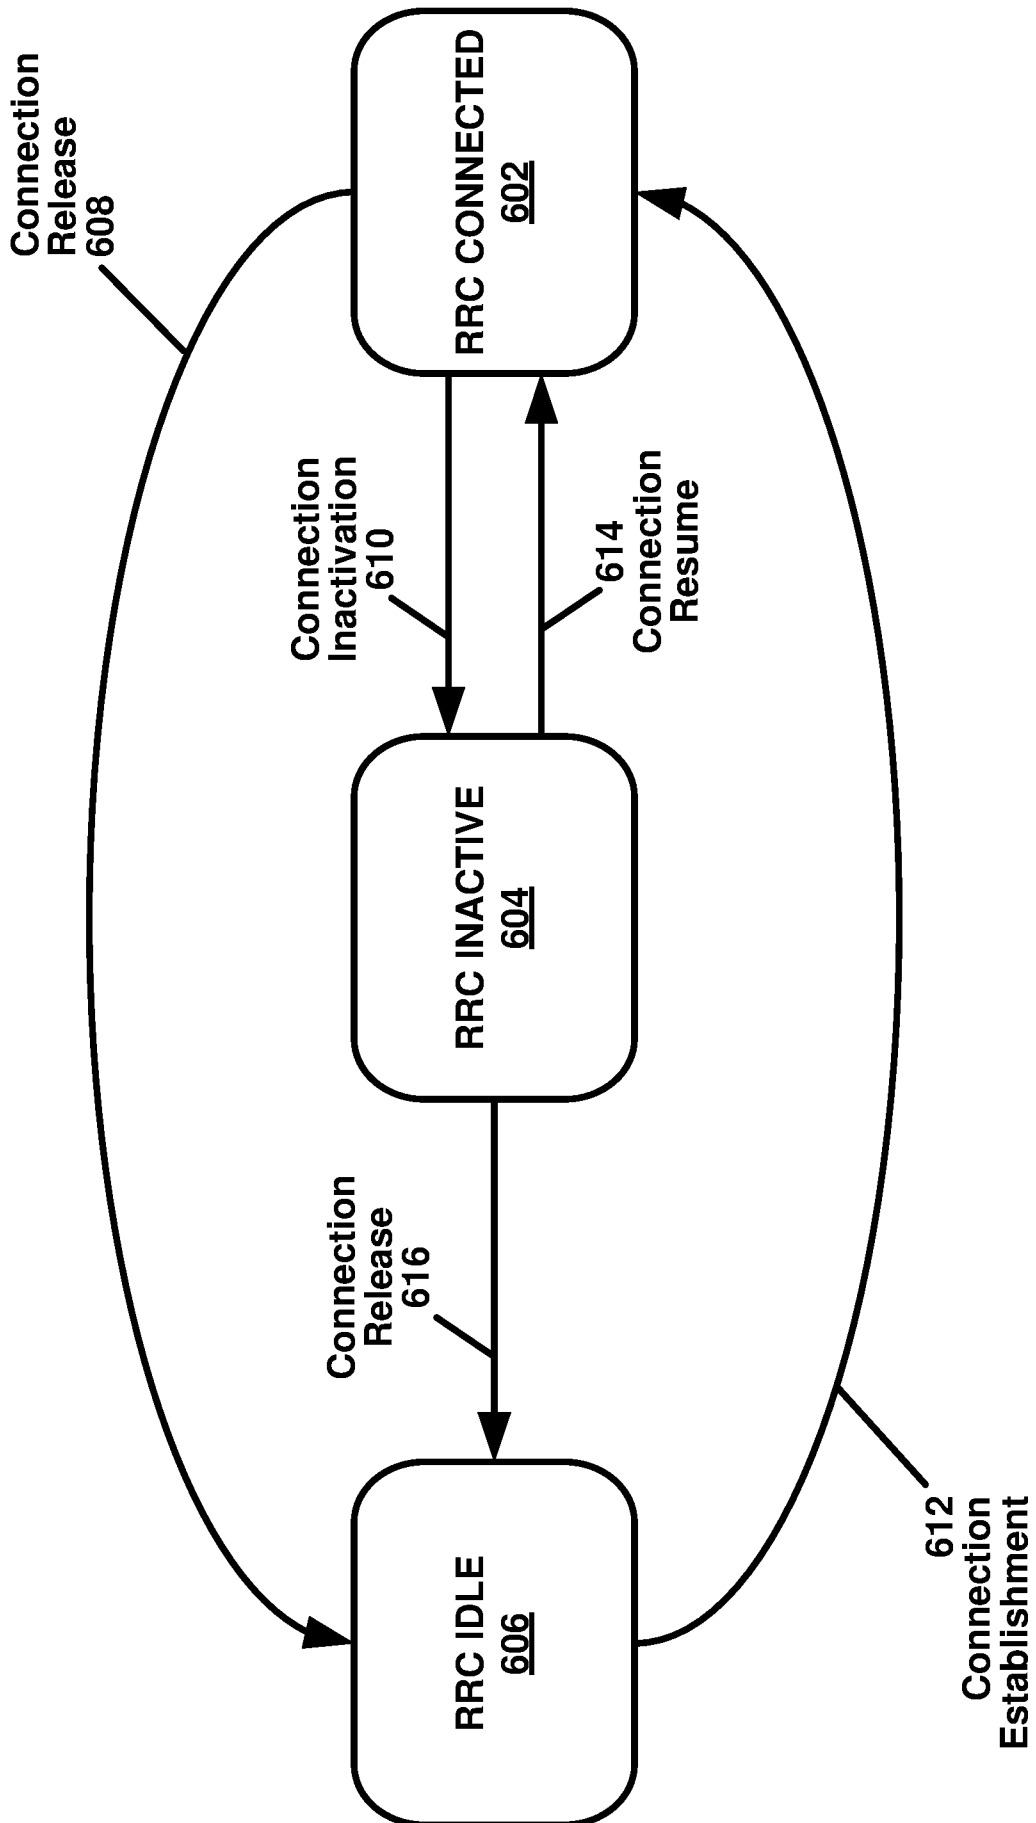 Connection
Release
608
RRC IDLE
606
RRC INACTIVE
604
RRC CONNECTED
602
Connection
Release
616
Connection
Inactivation
610
614
Connection
Resume
612
Connection
Establishment